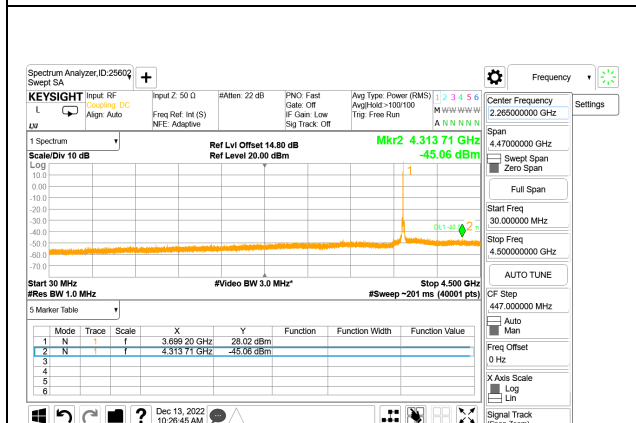 Spectrum Analyzer,ID:25602
Swept SA
+
Frequency
KEYSIGHT Input: RF Input Z: 50 Ω #Atten: 22 dB PNO: Fast Avg Type: Power (RMS) 1 2 3 4 5 6
L Coupling: DC Gate: Off Avg|Hold:>100/100 M W W W W W
Align: Auto Freq Ref: Int (S) IF Gain: Low Trig: Free Run
NFE: Adaptive Sig Track: Off A N N N N N
Center Frequency
2.265000000 GHz
Settings
Span
4.47000000 GHz
Swept Span
Zero Span
Full Span
Start Freq
30.000000 MHz
Stop Freq
4.500000000 GHz
AUTO TUNE
CF Step
447.000000 MHz
Auto
Man
Freq Offset
0 Hz
X Axis Scale
Log
Lin
Signal Track
(Span Zoom)
1 Spectrum
Ref Lvl Offset 14.80 dB Mkr2 4.313 71 GHz
Scale/Div 10 dB Ref Level 20.00 dBm -45.06 dBm
Log
10.0
0.00
-10.0
-20.0
-30.0
-40.0
-50.0
-60.0
-70.0
1
2
Start 30 MHz #Video BW 3.0 MHz* Stop 4.500 GHz
#Res BW 1.0 MHz #Sweep ~201 ms (40001 pts)
5 Marker Table
Mode Trace Scale X Y Function Function Width Function Value
1 N 1 f 3.699 20 GHz 28.02 dBm
2 N 1 f 4.313 71 GHz -45.06 dBm
3
4
5
6
? Dec 13, 2022
10:26:45 AM